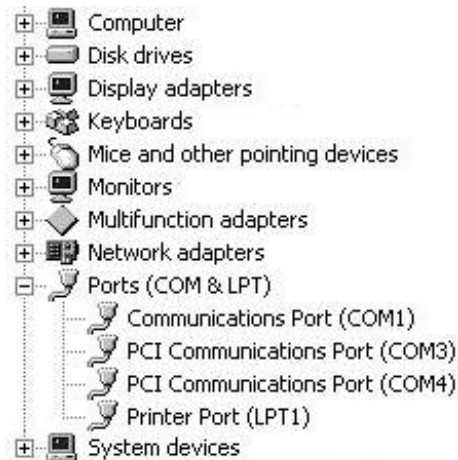 Computer
Disk drives
Display adapters
Keyboards
Mice and other pointing devices
Monitors
Multifunction adapters
Network adapters
Ports (COM & LPT)
Communications Port (COM1)
PCI Communications Port (COM3)
PCI Communications Port (COM4)
Printer Port (LPT1)
System devices